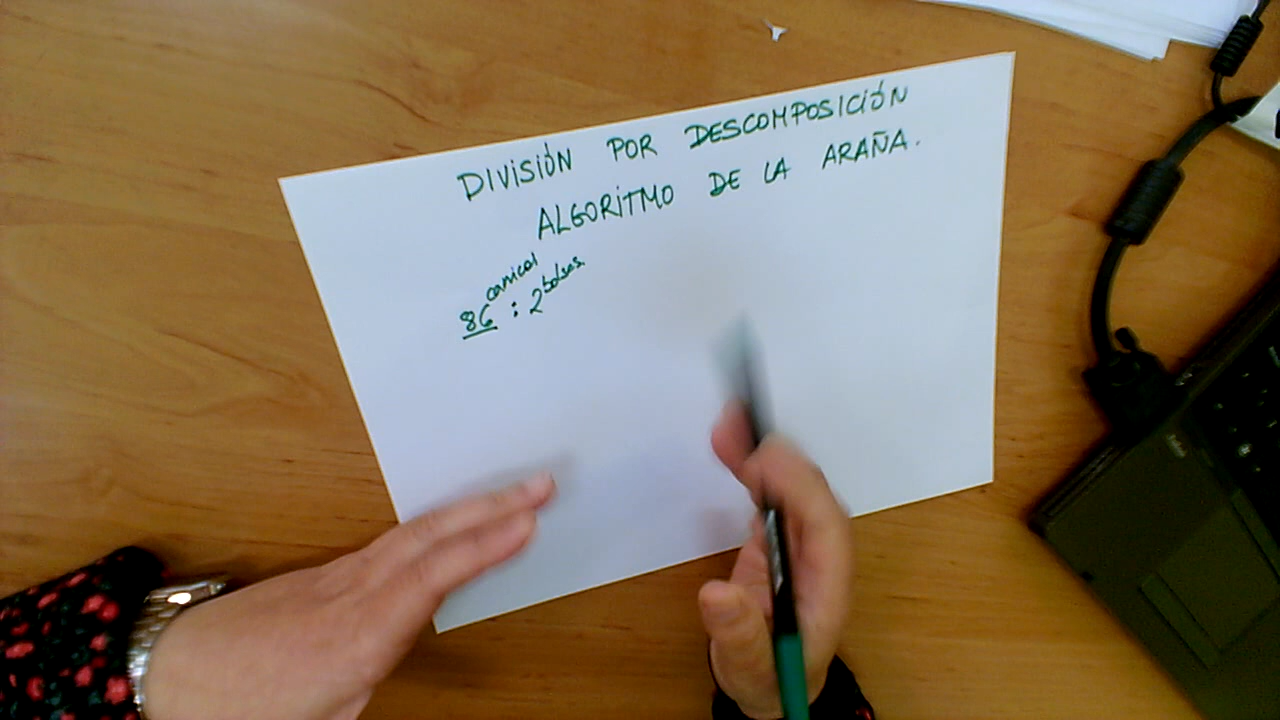 DIVISIÓN POR DESCOMPOSICIÓN
ALGORITMO DE LA ARAÑA.
canicas bolsas
86 : 2